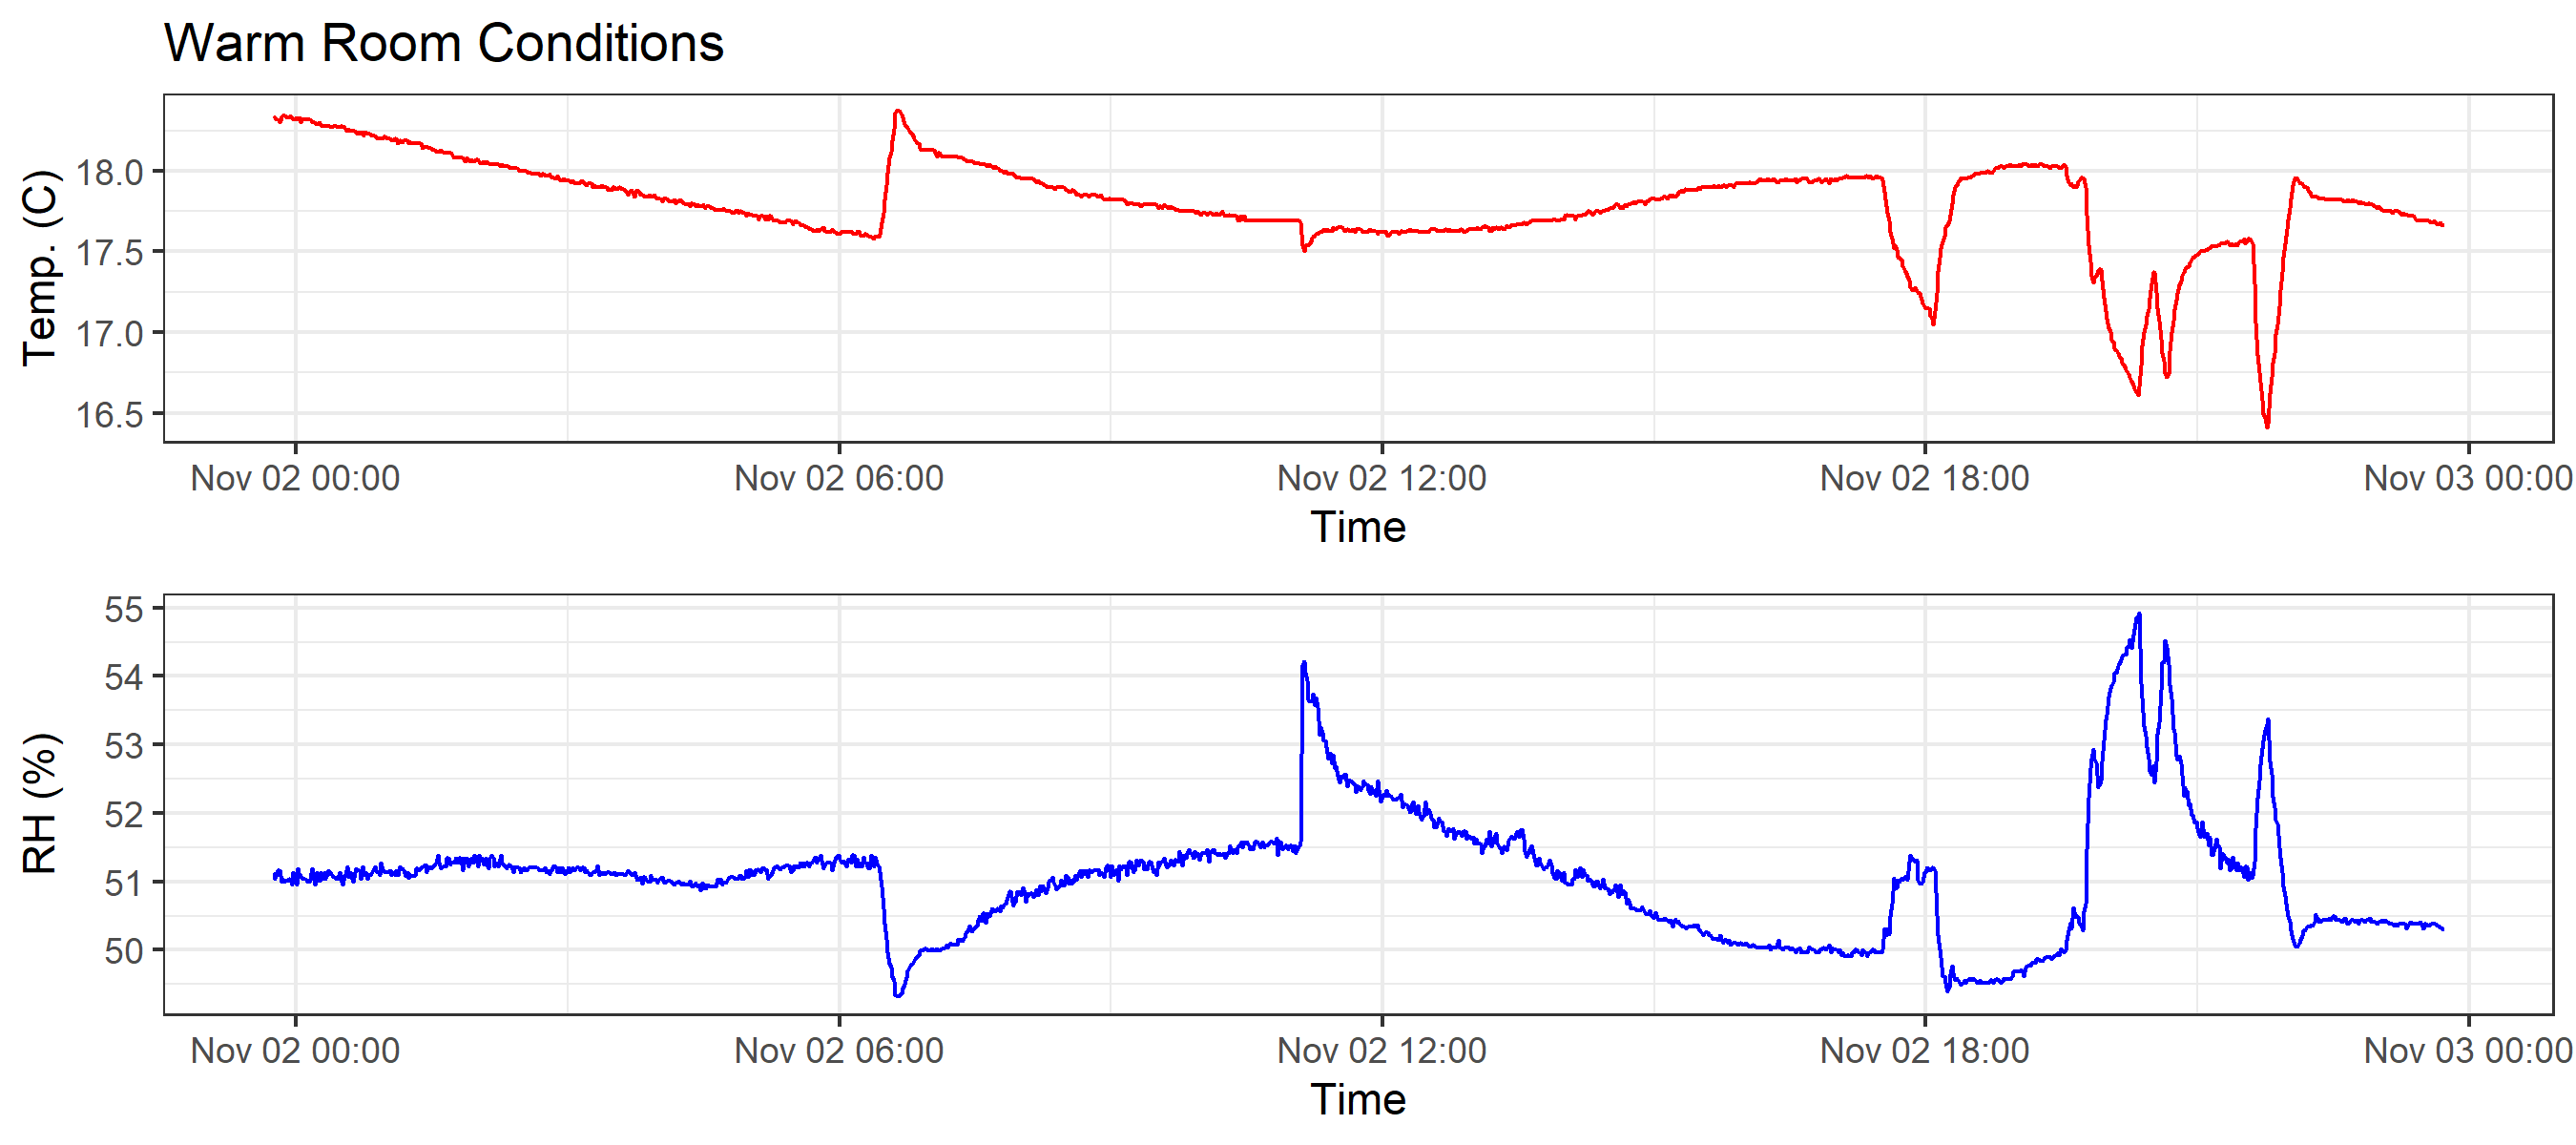 Warm Room Conditions
Temp. (C)
18.0
17.5
17.0
16.5
Nov 02 00:00 Nov 02 06:00 Nov 02 12:00 Nov 02 18:00 Nov 03 00:00
Time
RH (%)
55
54
53
52
51
50
Nov 02 00:00 Nov 02 06:00 Nov 02 12:00 Nov 02 18:00 Nov 03 00:00
Time